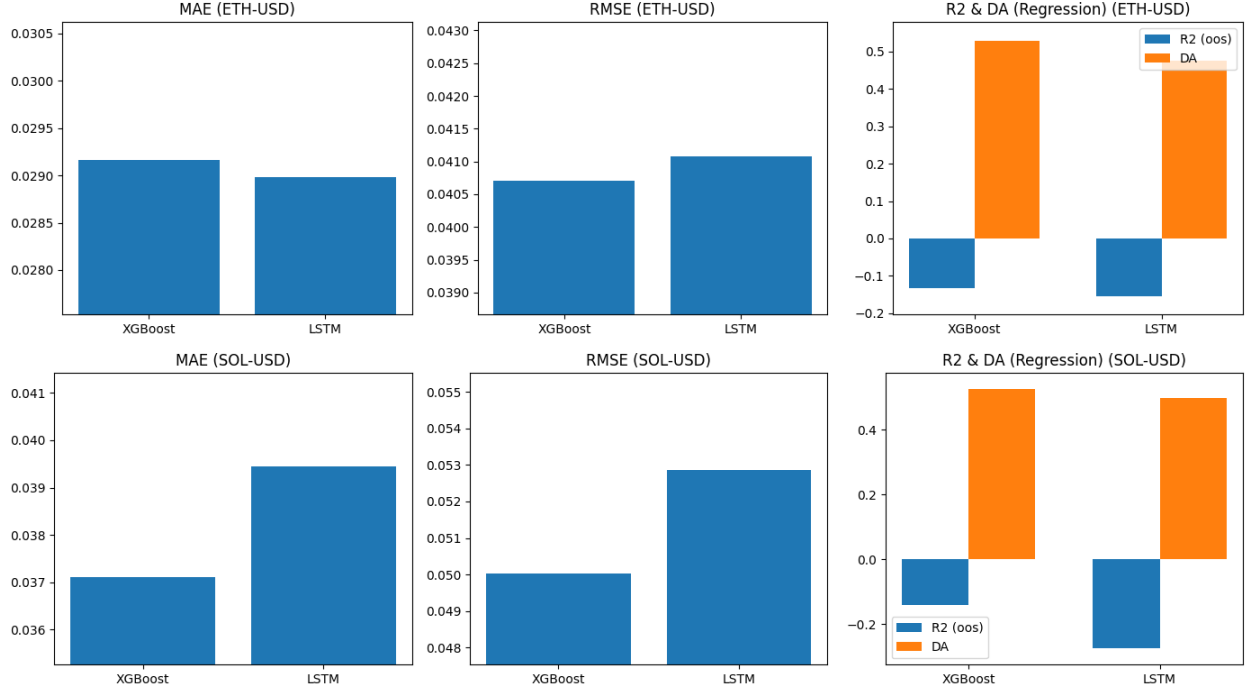 MAE (ETH-USD)
0.0305
0.0300
0.0295
0.0290
0.0285
0.0280
XGBoost LSTM
RMSE (ETH-USD)
0.0430
0.0425
0.0420
0.0415
0.0410
0.0405
0.0400
0.0395
0.0390
XGBoost LSTM
R2 & DA (Regression) (ETH-USD)
R2 (oos)
DA
0.5
0.4
0.3
0.2
0.1
0.0
−0.1
−0.2
XGBoost LSTM
MAE (SOL-USD)
0.041
0.040
0.039
0.038
0.037
0.036
XGBoost LSTM
RMSE (SOL-USD)
0.055
0.054
0.053
0.052
0.051
0.050
0.049
0.048
XGBoost LSTM
R2 & DA (Regression) (SOL-USD)
0.4
0.2
0.0
−0.2
R2 (oos)
DA
XGBoost LSTM